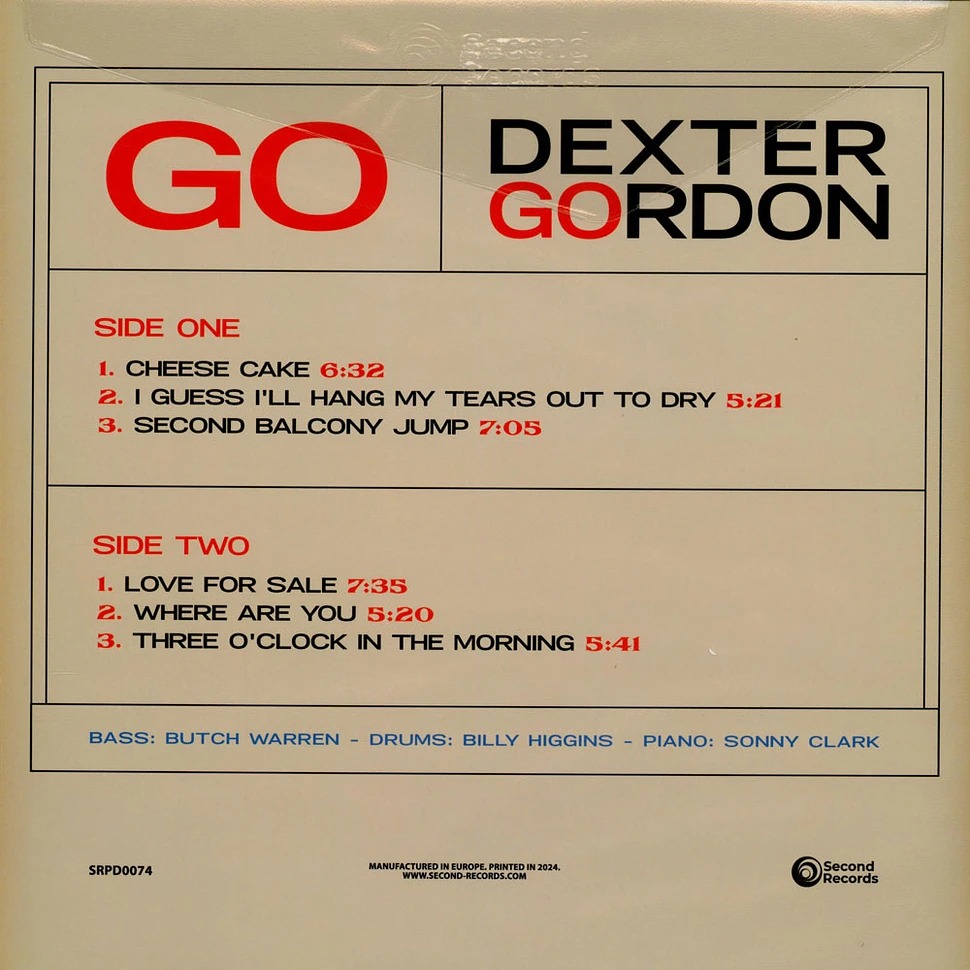 Second
Records
GO
DEXTER
GORDON
SIDE ONE
1. CHEESE CAKE 6:32
2. I GUESS I'LL HANG MY TEARS OUT TO DRY 5:21
3. SECOND BALCONY JUMP 7:05
SIDE TWO
1. LOVE FOR SALE 7:35
2. WHERE ARE YOU 5:20
3. THREE O'CLOCK IN THE MORNING 5:41
BASS: BUTCH WARREN - DRUMS: BILLY HIGGINS - PIANO: SONNY CLARK
SRPD0074
MANUFACTURED IN EUROPE. PRINTED IN 2024.
WWW.SECOND-RECORDS.COM
Second
Records